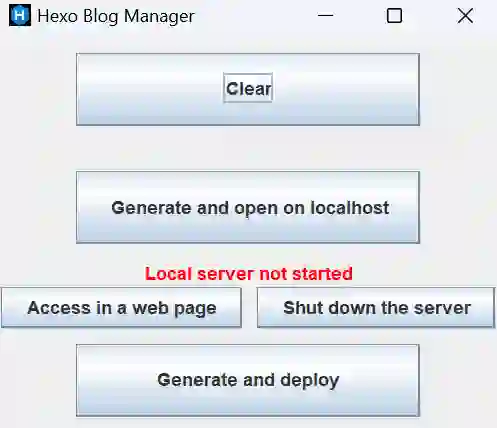 H Hexo Blog Manager
Clear
Generate and open on localhost
Local server not started
Access in a web page Shut down the server
Generate and deploy